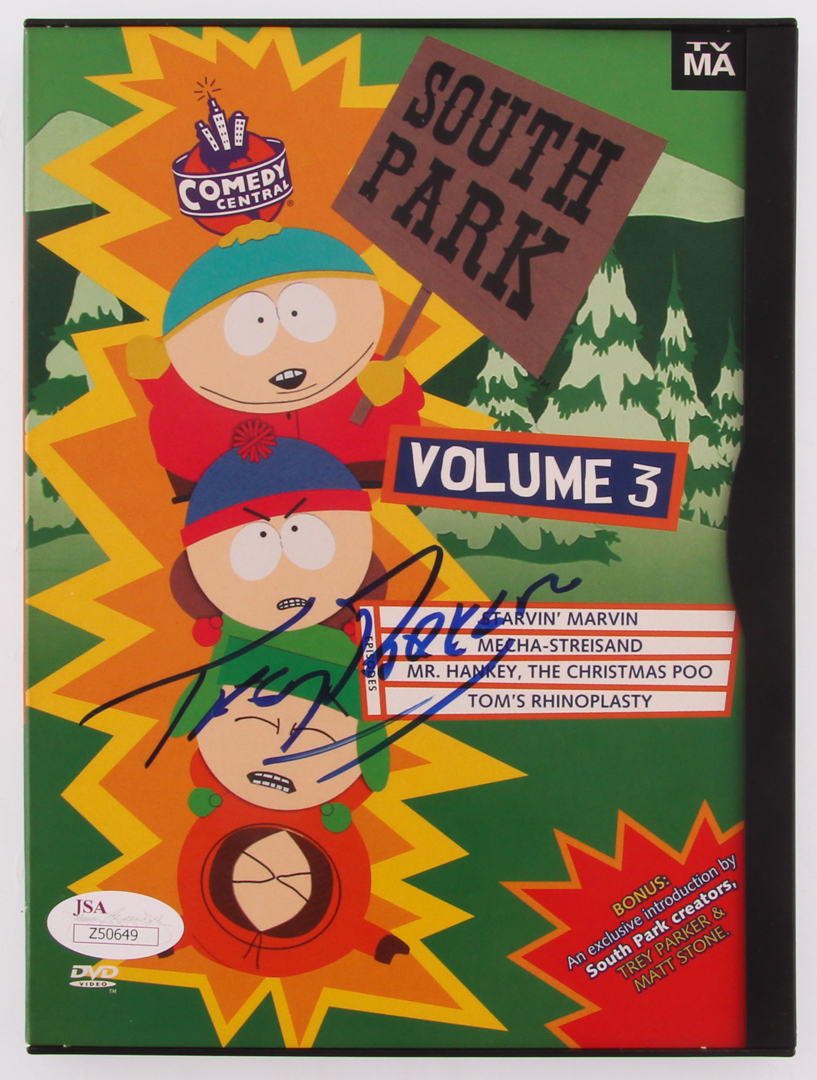 TV
MA
SOUTH
PARK
COMEDY
CENTRAL®
VOLUME 3
EPISODES
STARVIN' MARVIN
MECHA-STREISAND
MR. HANKEY, THE CHRISTMAS POO
TOM'S RHINOPLASTY
Trey Parker
BONUS:
An exclusive introduction by
South Park creators,
TREY PARKER &
MATT STONE.
JSA
Z50649
DVD
VIDEO
TM